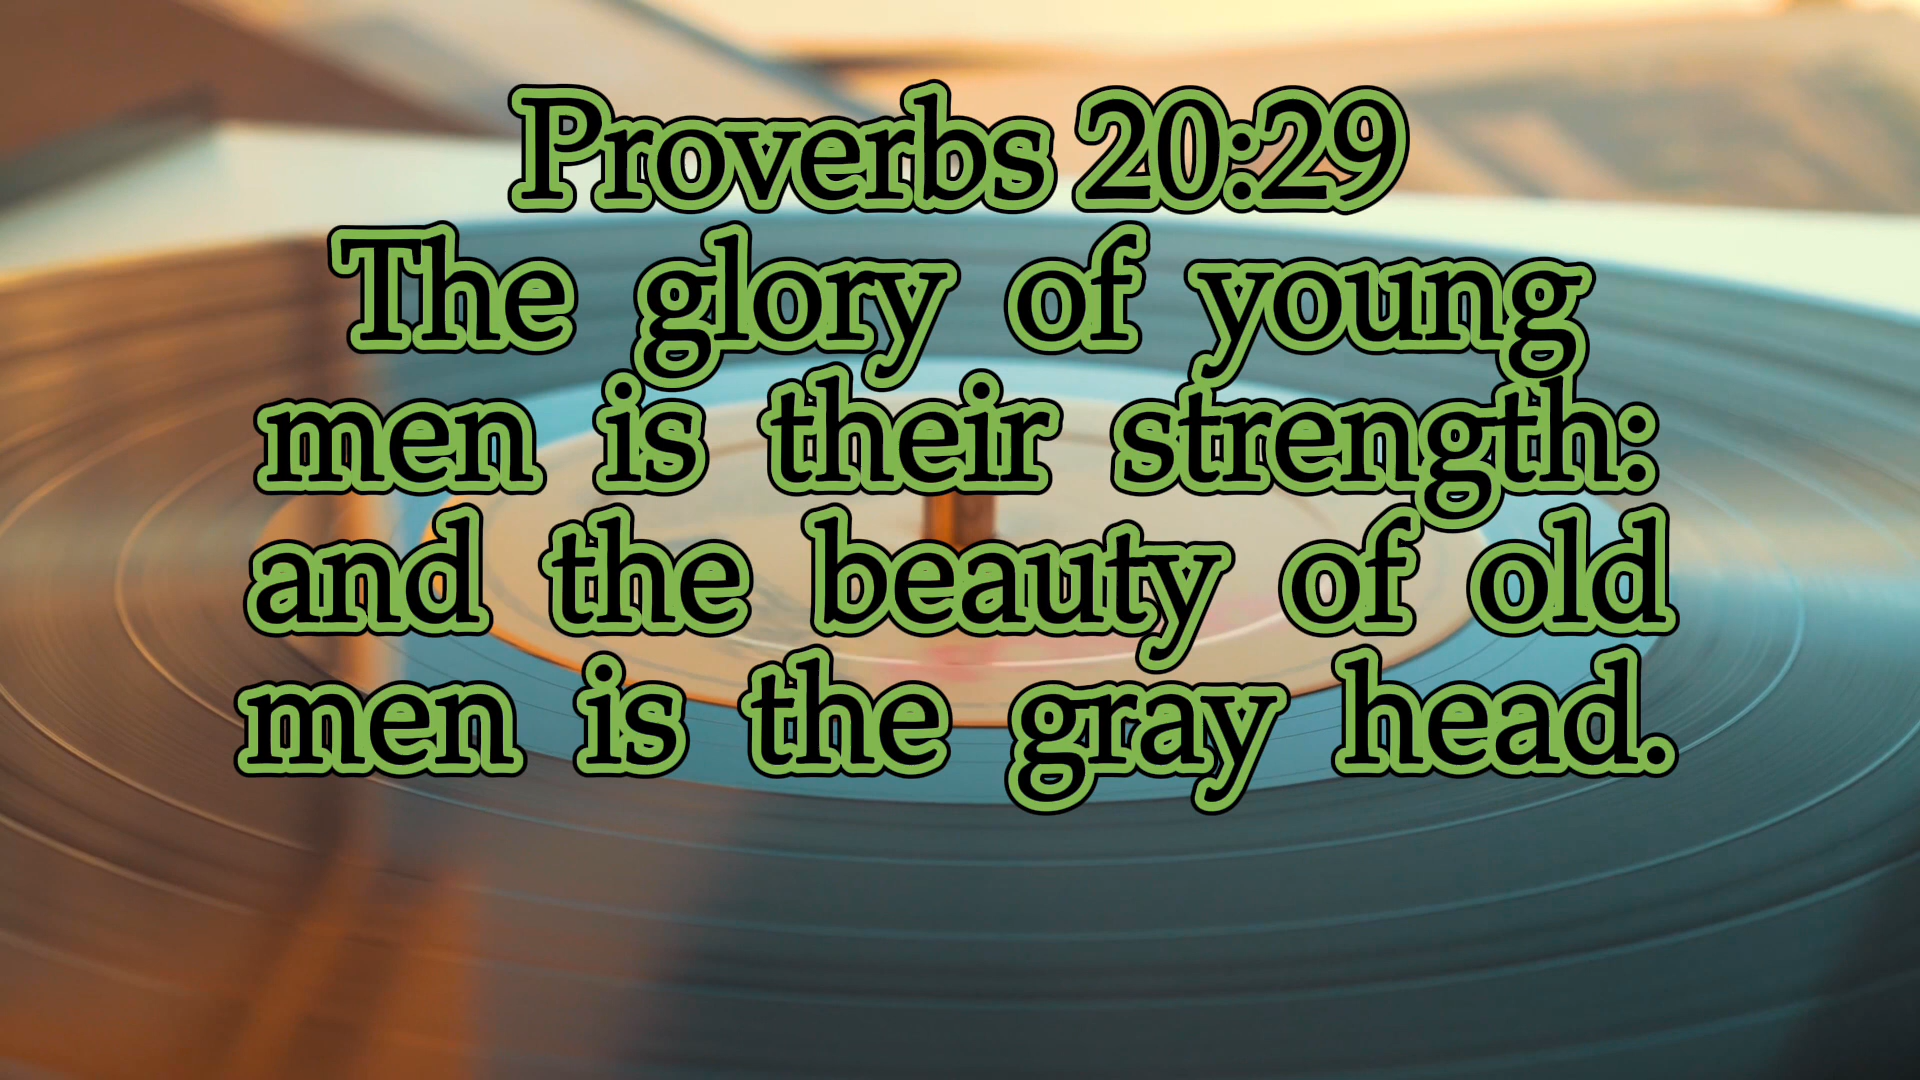 Proverbs 20:29
The glory of young
men is their strength:
and the beauty of old
men is the gray head.